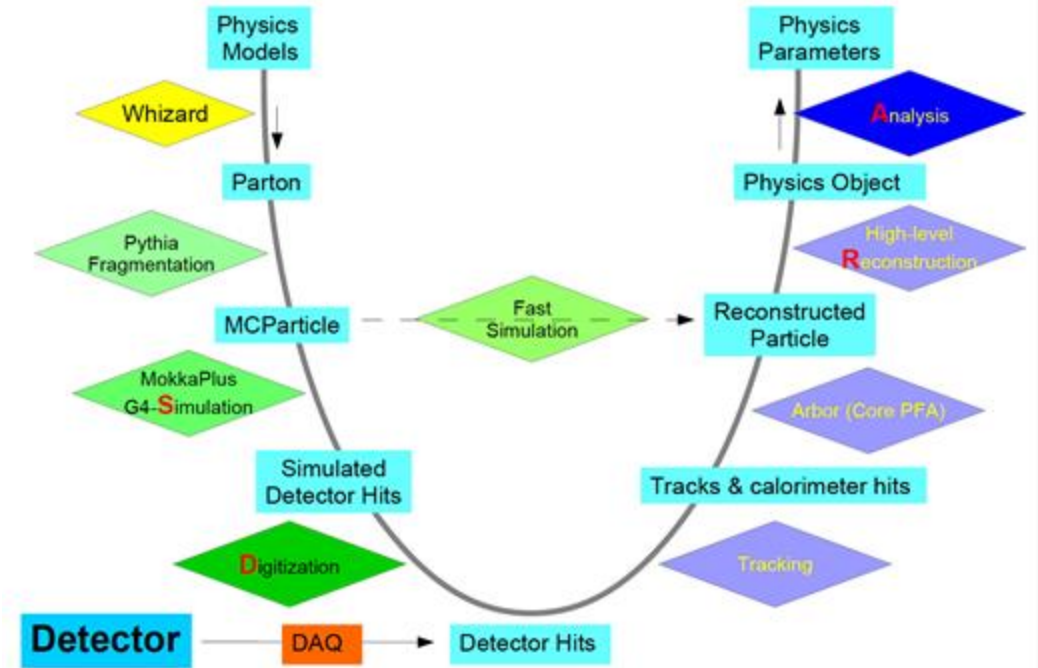 Physics
Models
Physics
Parameters
Whizard
Analysis
Parton
Physics Object
Pythia
Fragmentation
High-level
Reconstruction
MCParticle
Fast
Simulation
Reconstructed
Particle
MokkaPlus
G4-Simulation
Arbor (Core PFA)
Simulated
Detector Hits
Tracks & calorimeter hits
Digitization
Tracking
Detector
DAQ
Detector Hits